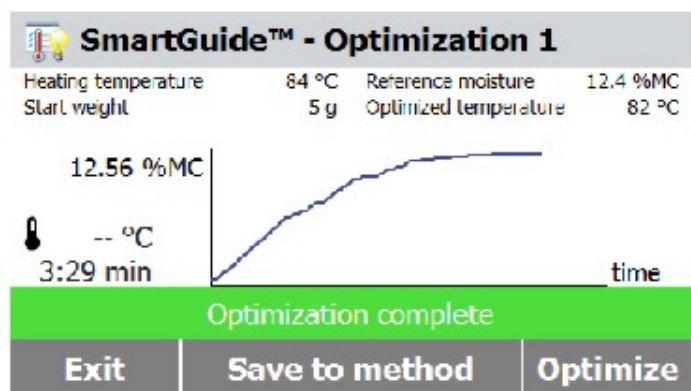 SmartGuide™ - Optimization 1
Heating temperature 84 °C Reference moisture 12.4 %MC
Start weight 5 g Optimized temperature 82 °C
12.56 %MC
-- °C
3:29 min
time
Optimization complete
Exit Save to method Optimize